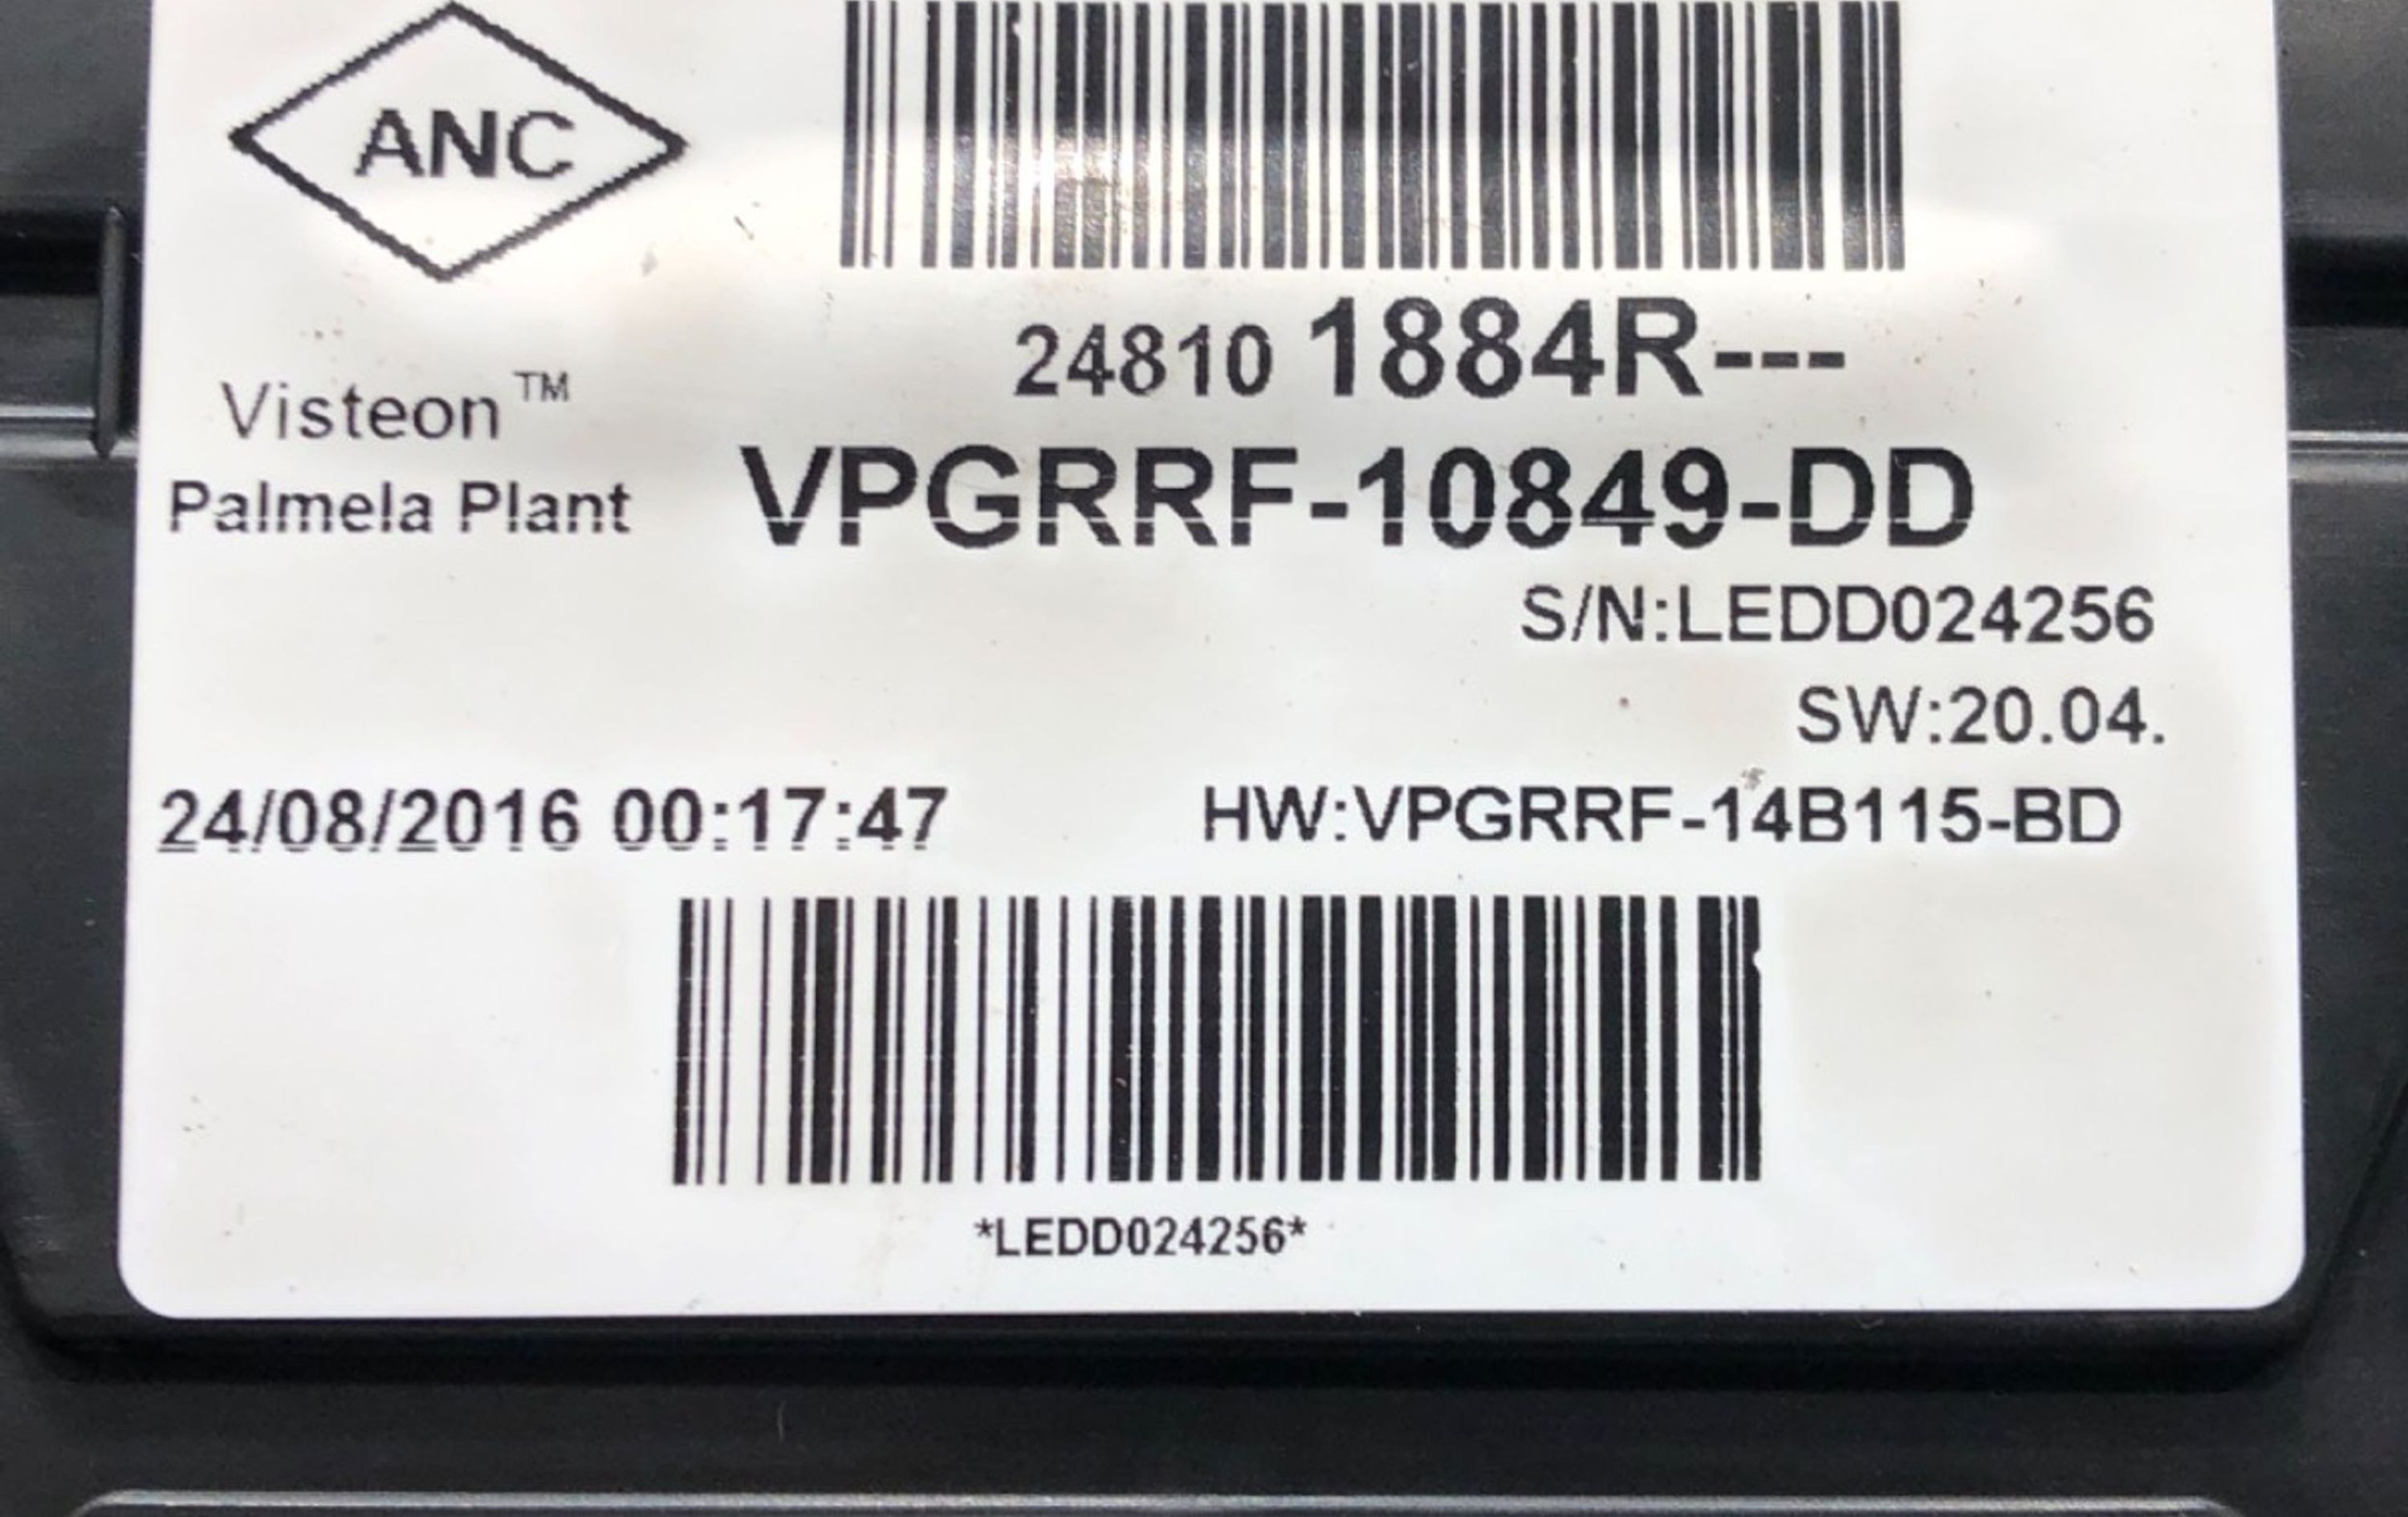 ANC
24810 1884R---
Visteon™
Palmela Plant
VPGRRF-10849-DD
S/N:LEDD024256
SW:20.04.
24/08/2016 00:17:47
HW:VPGRRF-14B115-BD
*LEDD024256*